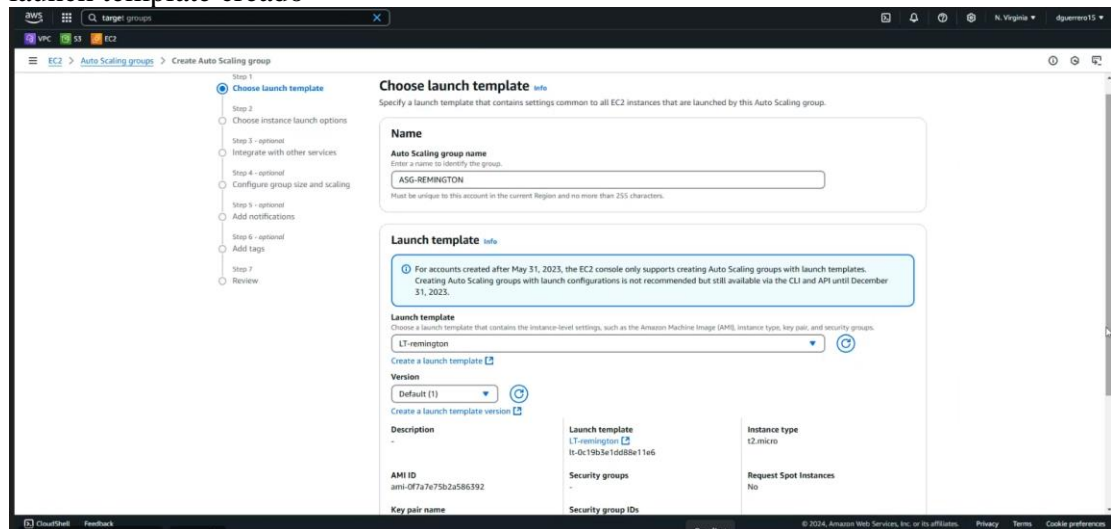 launch template creado
aws
target groups
N. Virginia
dguerrero15
VPC
S3
EC2
EC2 > Auto Scaling groups > Create Auto Scaling group
Step 1
Choose launch template
Step 2
Choose instance launch options
Step 3 - optional
Integrate with other services
Step 4 - optional
Configure group size and scaling
Step 5 - optional
Add notifications
Step 6 - optional
Add tags
Step 7
Review
Choose launch template Info
Specify a launch template that contains settings common to all EC2 instances that are launched by this Auto Scaling group.
Name
Auto Scaling group name
Enter a name to identify the group.
ASG-REMINGTON
Must be unique to this account in the current Region and no more than 255 characters.
Launch template Info
For accounts created after May 31, 2023, the EC2 console only supports creating Auto Scaling groups with launch templates.
Creating Auto Scaling groups with launch configurations is not recommended but still available via the CLI and API until December
31, 2023.
Launch template
Choose a launch template that contains the instance-level settings, such as the Amazon Machine Image (AMI), instance type, key pair, and security groups.
LT-remington
Create a launch template
Version
Default (1)
Create a launch template version
Description
-
Launch template
LT-remington
lt-0c19b3e1dd88e11e6
Instance type
t2.micro
AMI ID
ami-0f7a7e75b2a586392
Security groups
-
Request Spot Instances
No
Key pair name
Security group IDs
CloudShell Feedback
© 2024, Amazon Web Services, Inc. or its affiliates. Privacy Terms Cookie preferences